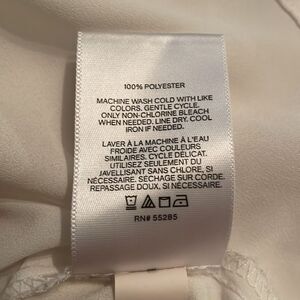 100% POLYESTER
MACHINE WASH COLD WITH LIKE
COLORS. GENTLE CYCLE.
ONLY NON-CHLORINE BLEACH
WHEN NEEDED. LINE DRY. COOL
IRON IF NEEDED.
LAVER À LA MACHINE À L'EAU
FROIDE AVEC COULEURS
SIMILAIRES. CYCLE DÉLICAT.
UTILISEZ SEULEMENT DU
JAVELLISANT SANS CHLORE, SI
NÉCESSAIRE. SÉCHAGE SUR CORDE.
REPASSAGE DOUX, SI NÉCESSAIRE.
RN# 55285